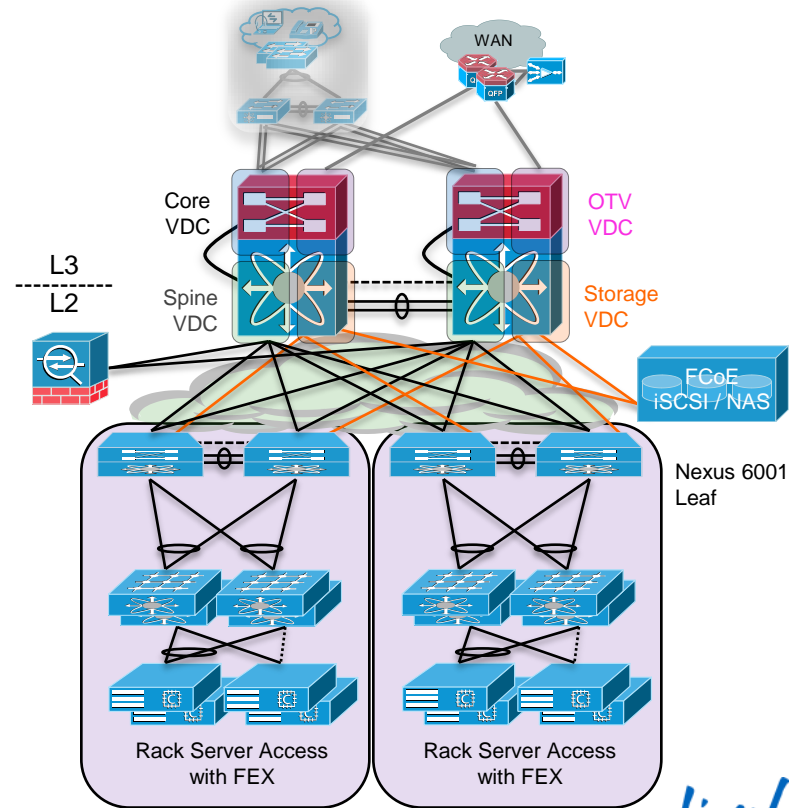 WAN
QFP
Core
VDC
OTV
VDC
L3
L2
Spine
VDC
Storage
VDC
FCoE
iSCSI / NAS
Nexus 6001
Leaf
C
C
C
C
Rack Server Access
with FEX
Rack Server Access
with FEX